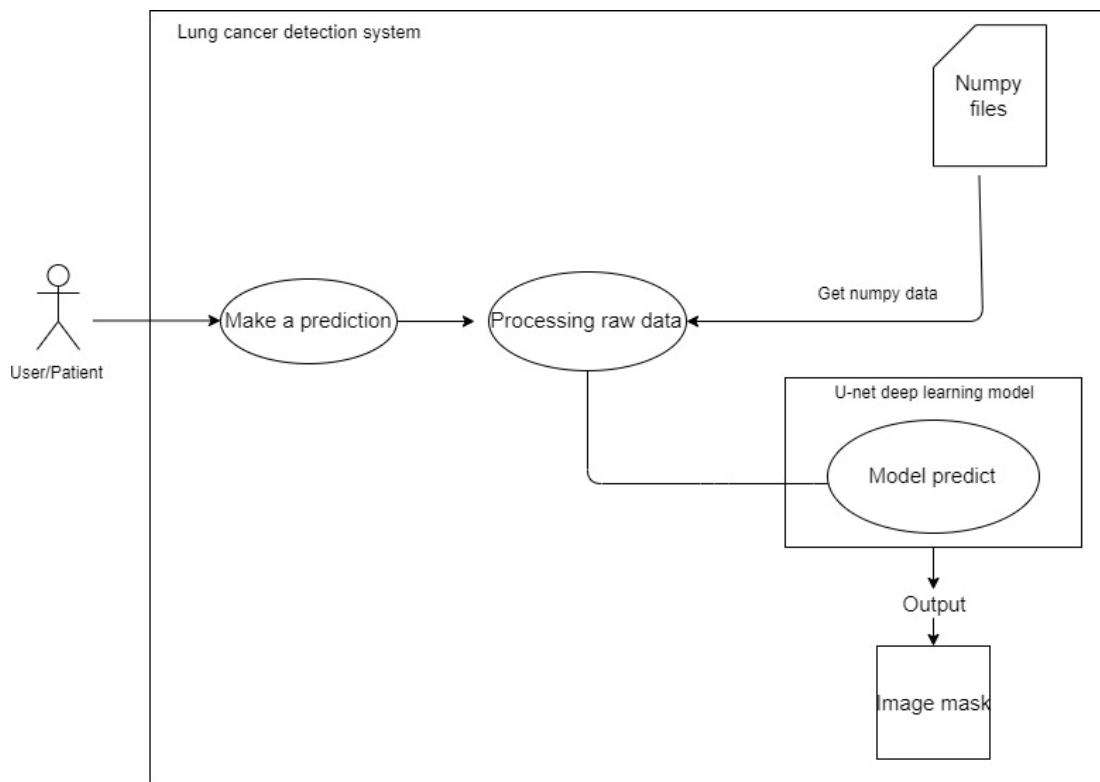 Lung cancer detection system
Numpy
files
Get numpy data
Make a prediction
Processing raw data
User/Patient
U-net deep learning model
Model predict
Output
Image mask